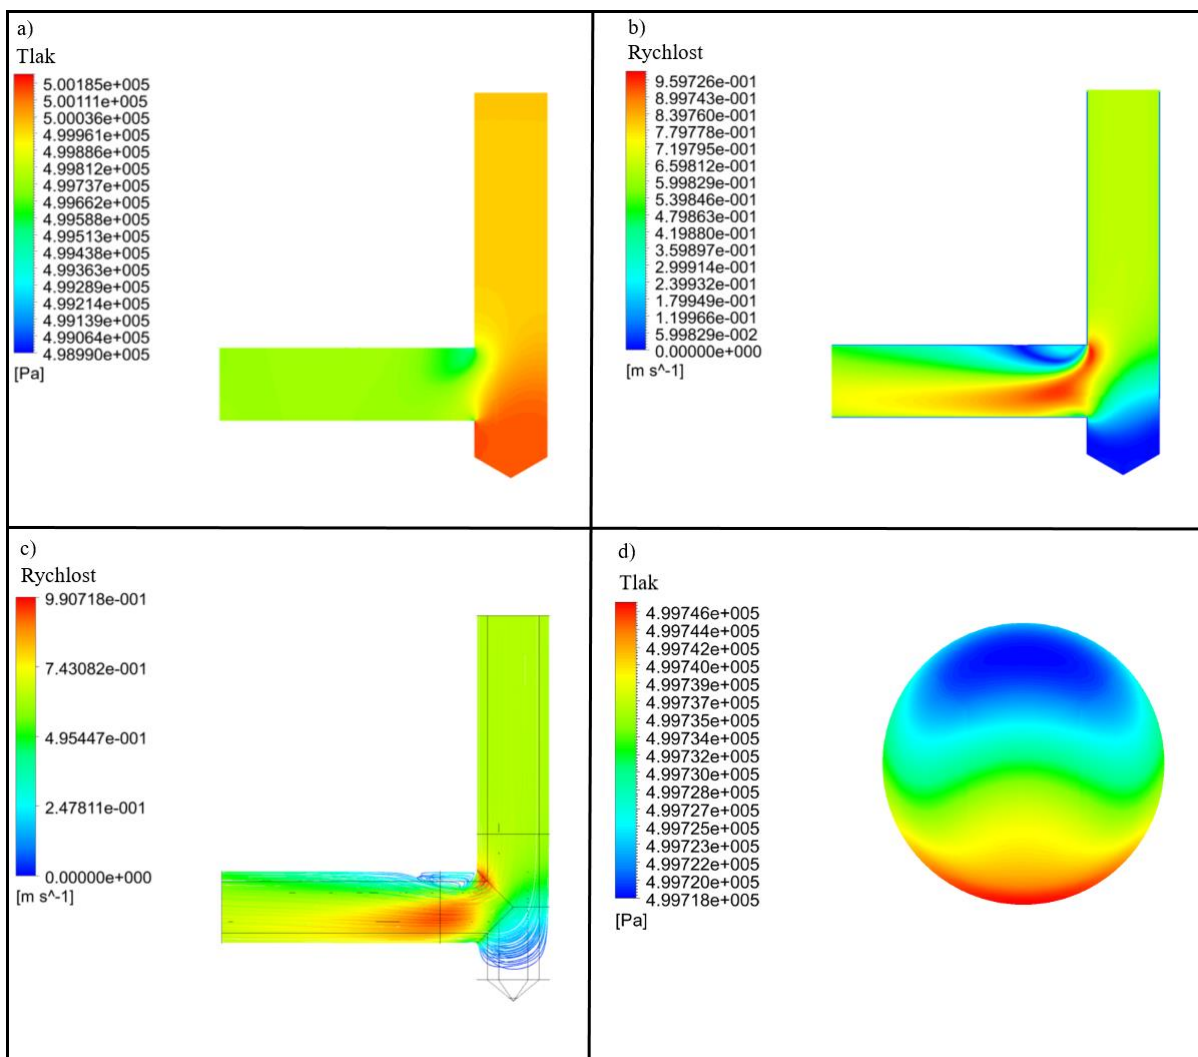 a)
Tlak
5.00185e+005
5.00111e+005
5.00036e+005
4.99961e+005
4.99886e+005
4.99812e+005
4.99737e+005
4.99662e+005
4.99588e+005
4.99513e+005
4.99438e+005
4.99363e+005
4.99289e+005
4.99214e+005
4.99139e+005
4.99064e+005
4.98990e+005
[Pa]
b)
Rychlost
9.59726e-001
8.99743e-001
8.39760e-001
7.79778e-001
7.19795e-001
6.59812e-001
5.99829e-001
5.39846e-001
4.79863e-001
4.19880e-001
3.59897e-001
2.99914e-001
2.39932e-001
1.79949e-001
1.19966e-001
5.99829e-002
0.00000e+000
[m s^-1]
c)
Rychlost
9.90718e-001
7.43082e-001
4.95447e-001
2.47811e-001
0.00000e+000
[m s^-1]
d)
Tlak
4.99746e+005
4.99744e+005
4.99742e+005
4.99740e+005
4.99739e+005
4.99737e+005
4.99735e+005
4.99734e+005
4.99732e+005
4.99730e+005
4.99728e+005
4.99727e+005
4.99725e+005
4.99723e+005
4.99722e+005
4.99720e+005
4.99718e+005
[Pa]